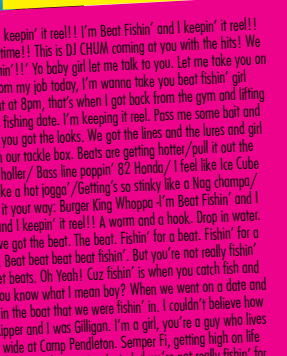 keepin' it reel!! I'm Beat Fishin' and I keepin' it reel!!
time!! This is DJ CHUM coming at you with the hits! We
in'!!' Yo baby girl let me talk to you. Let me take you on
om my job today, I'm wanna take you beat fishin' girl
at 8pm, that's when I got back from the gym and lifting
fishing date. I'm keeping it reel. Pass me some bait and
you got the looks. We got the lines and the lures and girl
our tackle box. Beats are getting hotter/pull it out the
holler/ Bass line poppin' 82 Honda/ I feel like Ice Cube
ke a hot jogga'//Getting's so stinky like a Nag champa/
it your way: Burger King Whoppa -I'm Beat Fishin' and I
nd I keepin' it reel!! A worm and a hook. Drop in water.
ve got the beat. The beat. Fishin' for a beat. Fishin' for a
Beat beat beat beat fishin'. But you're not really fishin'
et beats. Oh Yeah! Cuz fishin' is when you catch fish and
ou know what I mean boy? When we went on a date and
in the boat that we were fishin' in. I couldn't believe how
ipper and I was Gilligan. I'm a girl, you're a guy who lives
wide at Camp Pendleton. Semper Fi, getting high on life
not really fishin' for